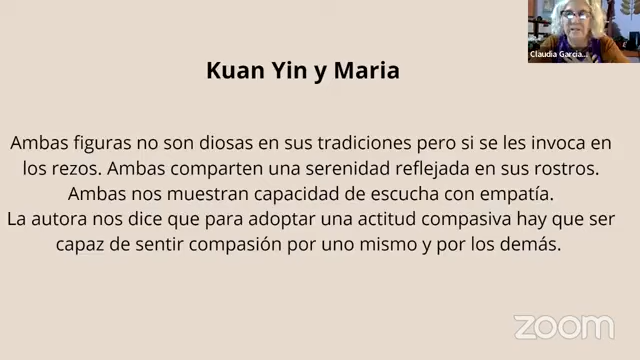 Claudia Garcia...
Kuan Yin y Maria
Ambas figuras no son diosas en sus tradiciones pero si se les invoca en
los rezos. Ambas comparten una serenidad reflejada en sus rostros.
Ambas nos muestran capacidad de escucha con empatía.
La autora nos dice que para adoptar una actitud compasiva hay que ser
capaz de sentir compasión por uno mismo y por los demás.
zoom